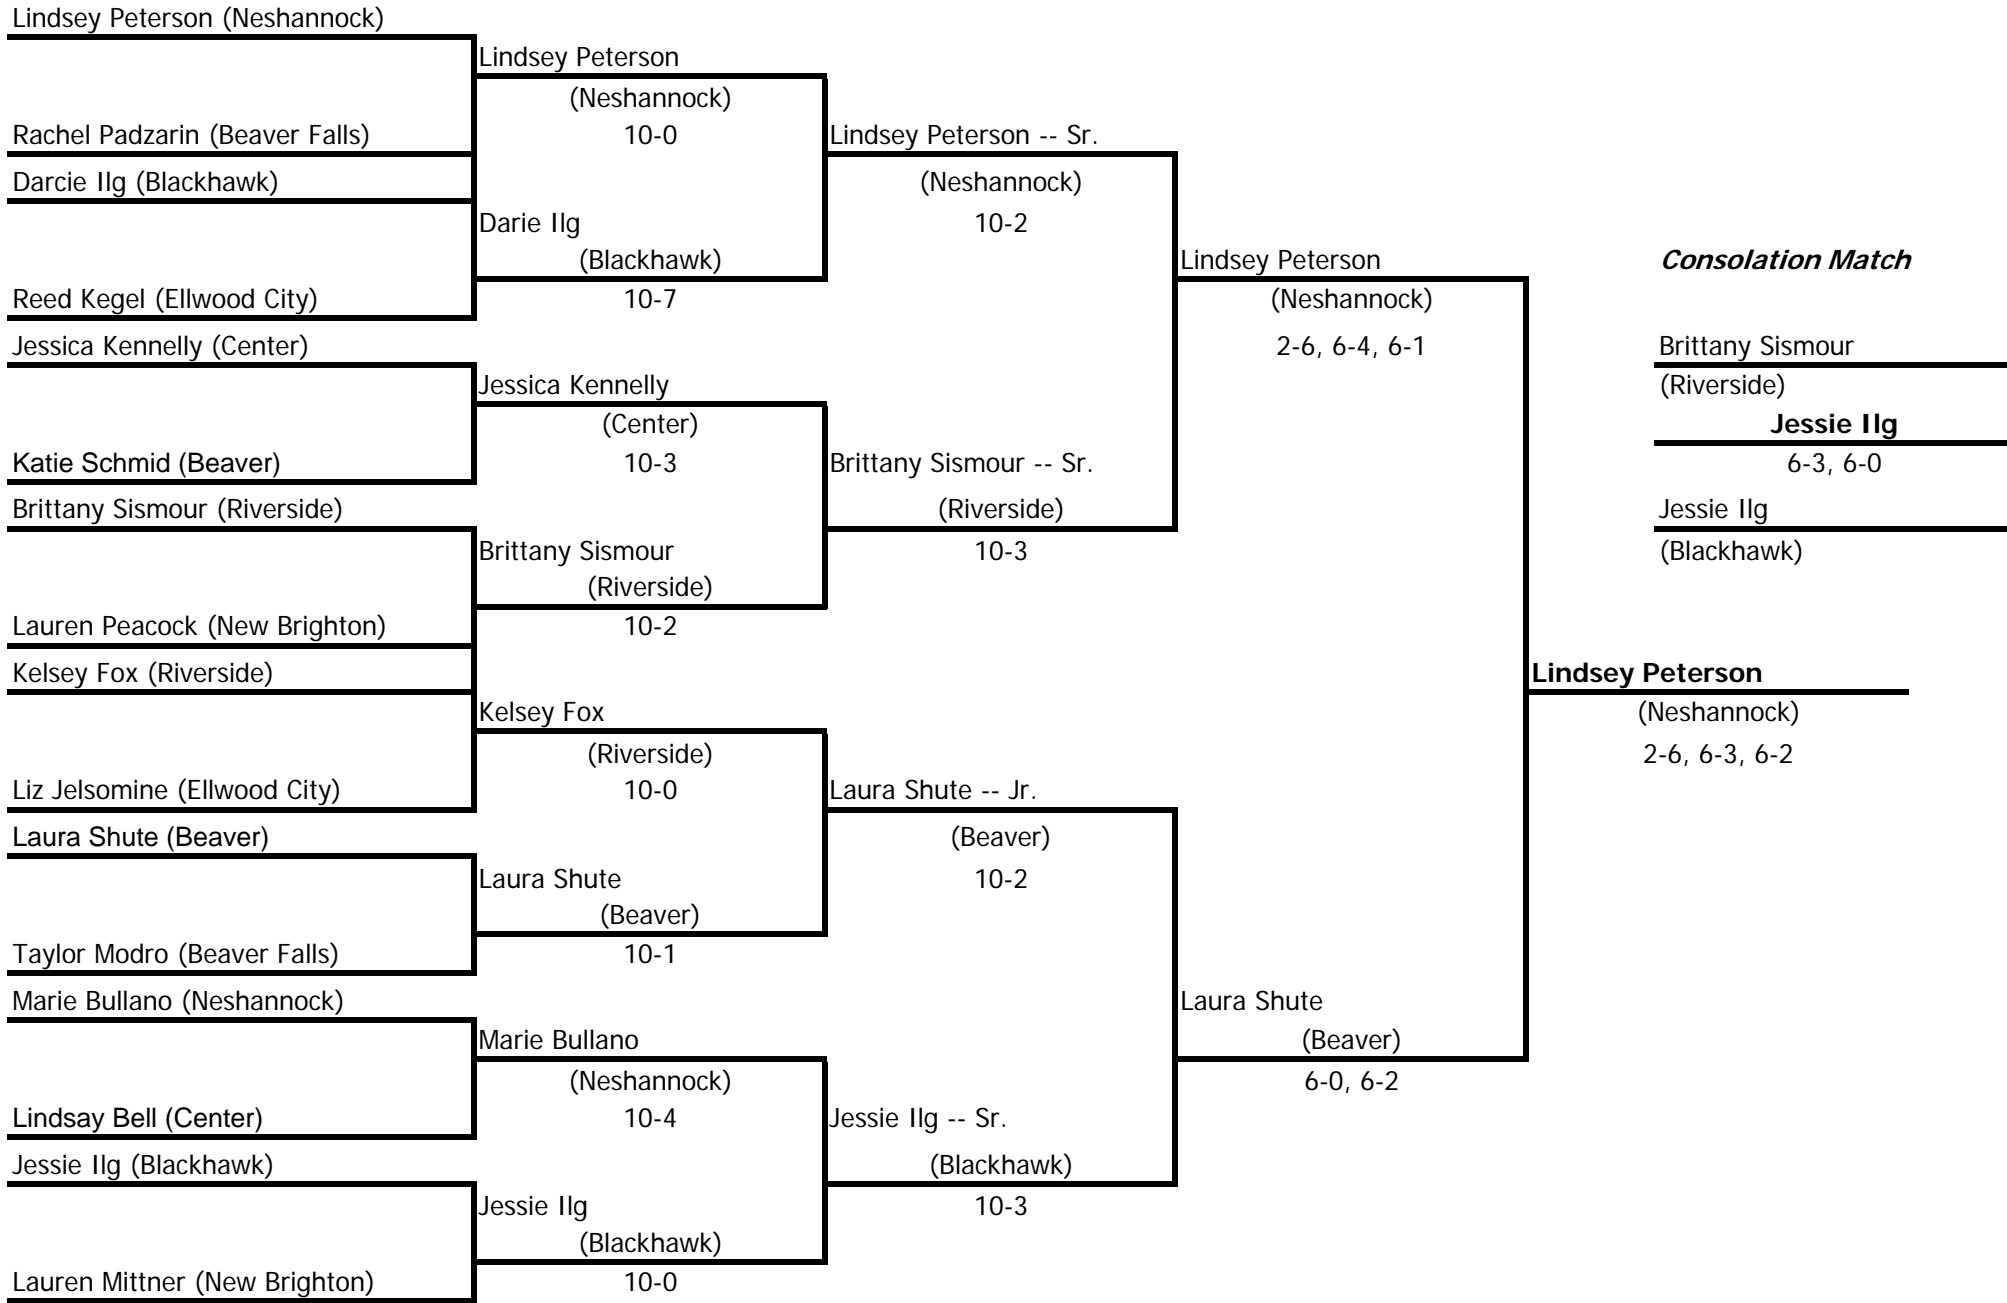 Lindsey Peterson (Neshannock)
Lindsey Peterson
(Neshannock)
Rachel Padzarin (Beaver Falls)
10-0
Lindsey Peterson -- Sr.
Darcie Ilg (Blackhawk)
(Neshannock)
Darie Ilg
10-2
(Blackhawk)
Lindsey Peterson
Consolation Match
Reed Kegel (Ellwood City)
10-7
(Neshannock)
Jessica Kennelly (Center)
2-6, 6-4, 6-1
Brittany Sismour
Jessica Kennelly
(Riverside)
(Center)
Jessie Ilg
Katie Schmid (Beaver)
10-3
Brittany Sismour -- Sr.
6-3, 6-0
Brittany Sismour (Riverside)
(Riverside)
Jessie Ilg
Brittany Sismour
10-3
(Blackhawk)
(Riverside)
Lauren Peacock (New Brighton)
10-2
Kelsey Fox (Riverside)
Lindsey Peterson
Kelsey Fox
(Neshannock)
(Riverside)
2-6, 6-3, 6-2
Liz Jelsomine (Ellwood City)
10-0
Laura Shute -- Jr.
Laura Shute (Beaver)
(Beaver)
Laura Shute
10-2
(Beaver)
Taylor Modro (Beaver Falls)
10-1
Marie Bullano (Neshannock)
Laura Shute
Marie Bullano
(Beaver)
(Neshannock)
6-0, 6-2
Lindsay Bell (Center)
10-4
Jessie Ilg -- Sr.
Jessie Ilg (Blackhawk)
(Blackhawk)
Jessie Ilg
10-3
(Blackhawk)
Lauren Mittner (New Brighton)
10-0